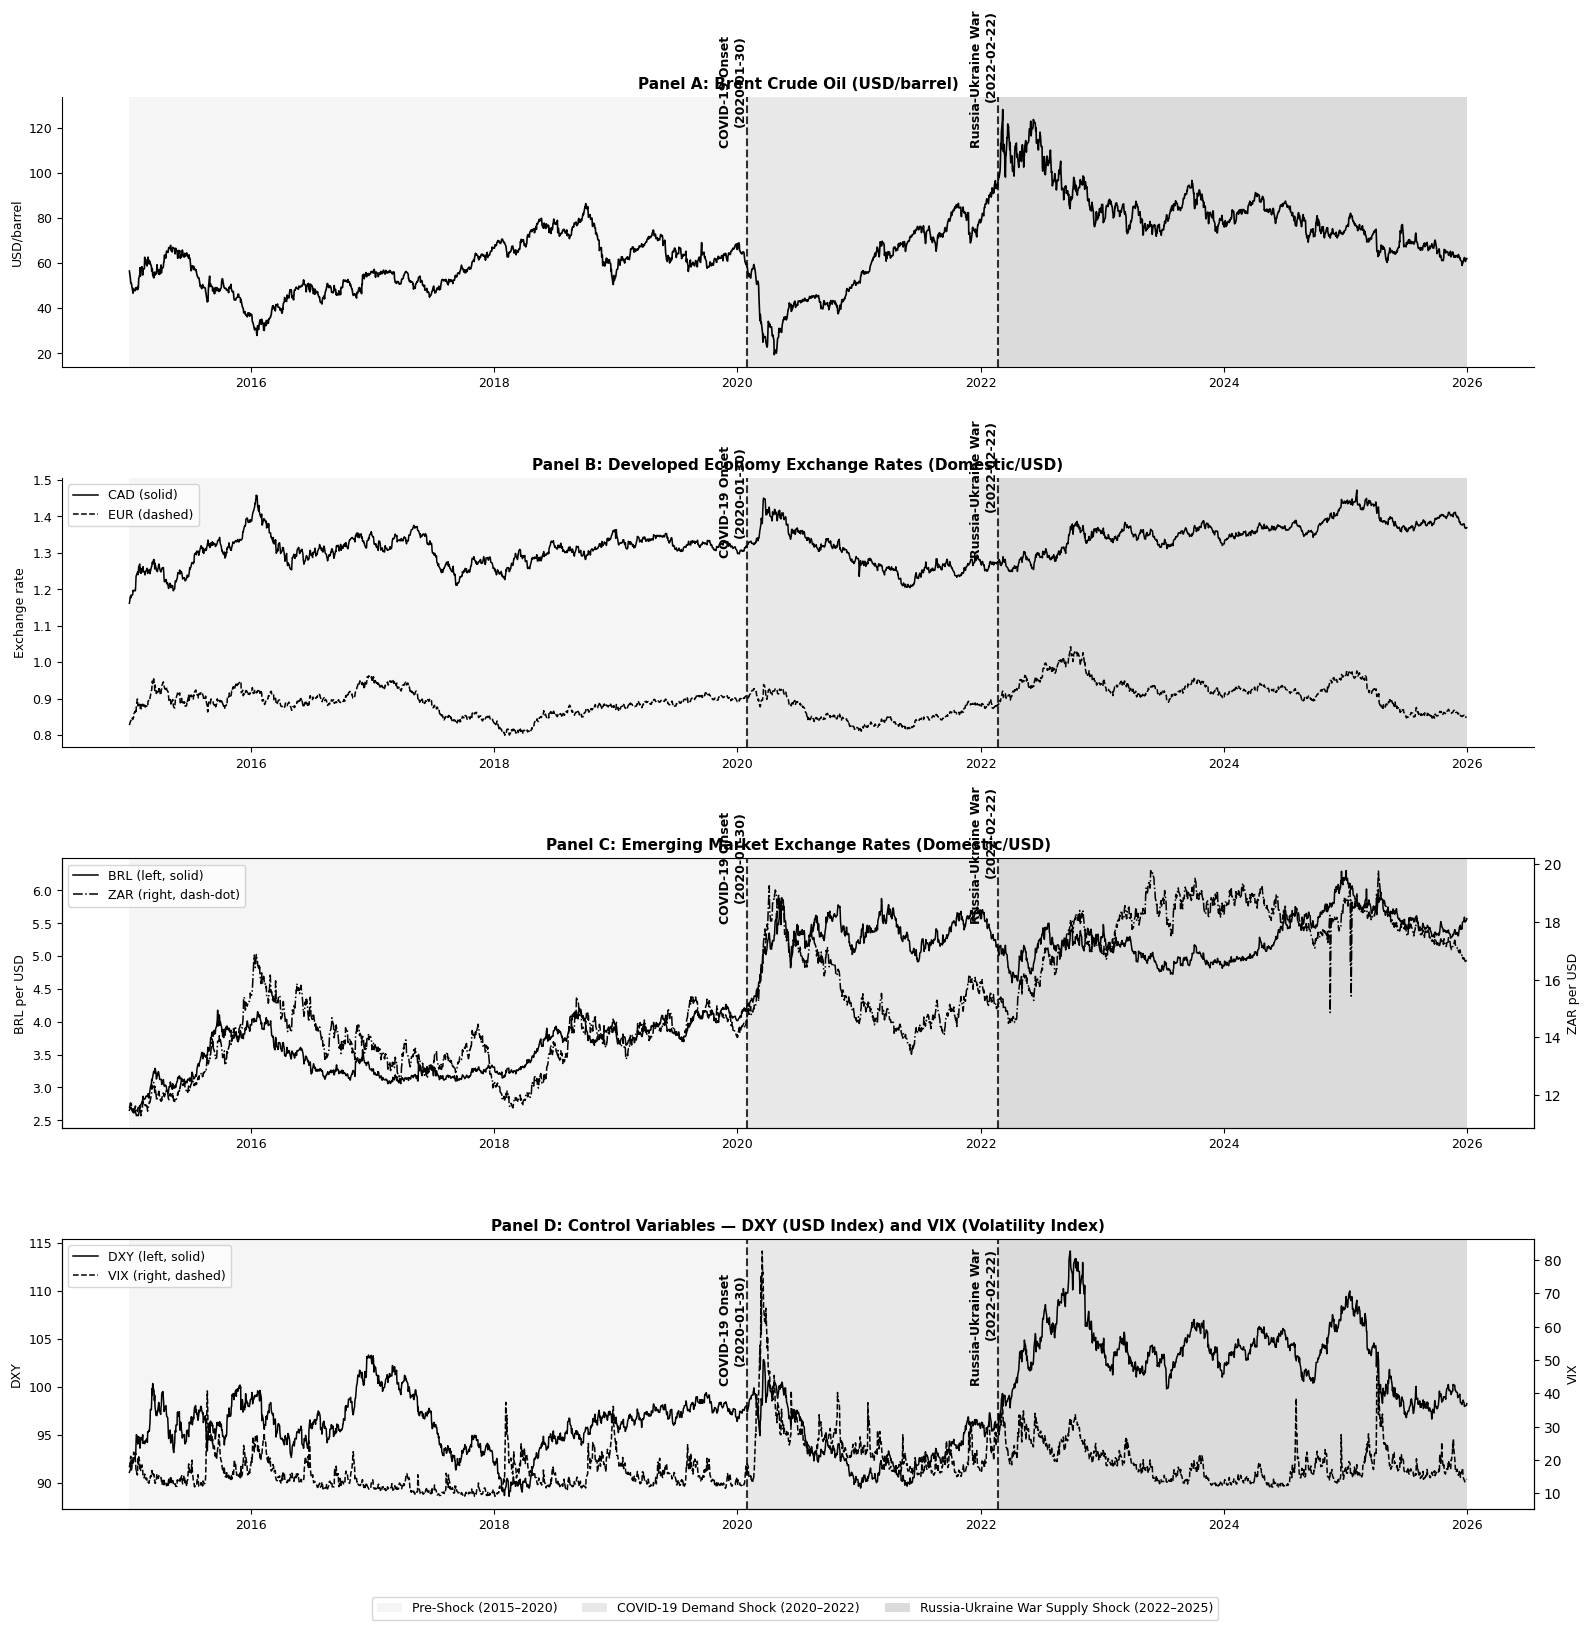 COVID-19 Onset
(2020-01-30)
Russia-Ukraine War
(2022-02-22)
Panel A: Brent Crude Oil (USD/barrel)
USD/barrel
120
100
80
60
40
20
2016
2018
2020
2022
2024
2026
COVID-19 Onset
(2020-01-30)
Russia-Ukraine War
(2022-02-22)
Panel B: Developed Economy Exchange Rates (Domestic/USD)
CAD (solid)
EUR (dashed)
Exchange rate
1.5
1.4
1.3
1.2
1.1
1.0
0.9
0.8
2016
2018
2020
2022
2024
2026
COVID-19 Onset
(2020-01-30)
Russia-Ukraine War
(2022-02-22)
Panel C: Emerging Market Exchange Rates (Domestic/USD)
BRL (left, solid)
ZAR (right, dash-dot)
BRL per USD
6.0
5.5
5.0
4.5
4.0
3.5
3.0
2.5
20
18
16
14
12
ZAR per USD
2016
2018
2020
2022
2024
2026
Panel D: Control Variables — DXY (USD Index) and VIX (Volatility Index)
DXY (left, solid)
VIX (right, dashed)
COVID-19 Onset
(2020-01-30)
Russia-Ukraine War
(2022-02-22)
DXY
115
110
105
100
95
90
80
70
60
50
40
30
20
10
VIX
2016
2018
2020
2022
2024
2026
Pre-Shock (2015–2020)
COVID-19 Demand Shock (2020–2022)
Russia-Ukraine War Supply Shock (2022–2025)